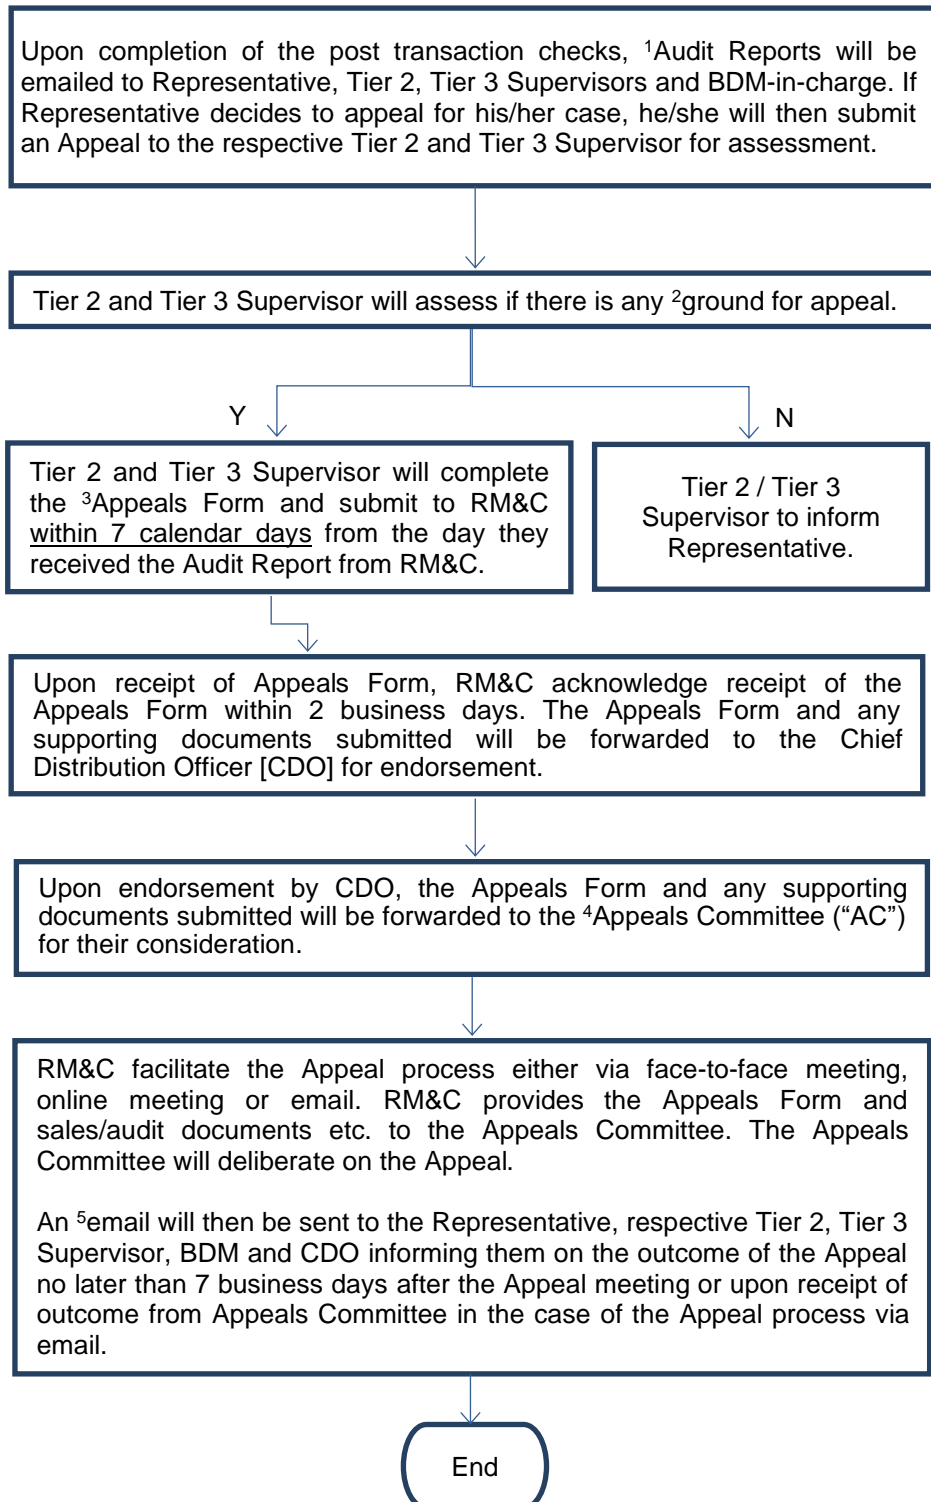 Upon completion of the post transaction checks, ¹Audit Reports will be
emailed to Representative, Tier 2, Tier 3 Supervisors and BDM-in-charge. If
Representative decides to appeal for his/her case, he/she will then submit
an Appeal to the respective Tier 2 and Tier 3 Supervisor for assessment.
Tier 2 and Tier 3 Supervisor will assess if there is any ²ground for appeal.
Y
N
Tier 2 and Tier 3 Supervisor will complete
the ³Appeals Form and submit to RM&C
within 7 calendar days from the day they
received the Audit Report from RM&C.
Tier 2 / Tier 3
Supervisor to inform
Representative.
Upon receipt of Appeals Form, RM&C acknowledge receipt of the
Appeals Form within 2 business days. The Appeals Form and any
supporting documents submitted will be forwarded to the Chief
Distribution Officer [CDO] for endorsement.
Upon endorsement by CDO, the Appeals Form and any supporting
documents submitted will be forwarded to the ⁴Appeals Committee (“AC”)
for their consideration.
RM&C facilitate the Appeal process either via face-to-face meeting,
online meeting or email. RM&C provides the Appeals Form and
sales/audit documents etc. to the Appeals Committee. The Appeals
Committee will deliberate on the Appeal.
An ⁵email will then be sent to the Representative, respective Tier 2, Tier 3
Supervisor, BDM and CDO informing them on the outcome of the Appeal
no later than 7 business days after the Appeal meeting or upon receipt of
outcome from Appeals Committee in the case of the Appeal process via
email.
End